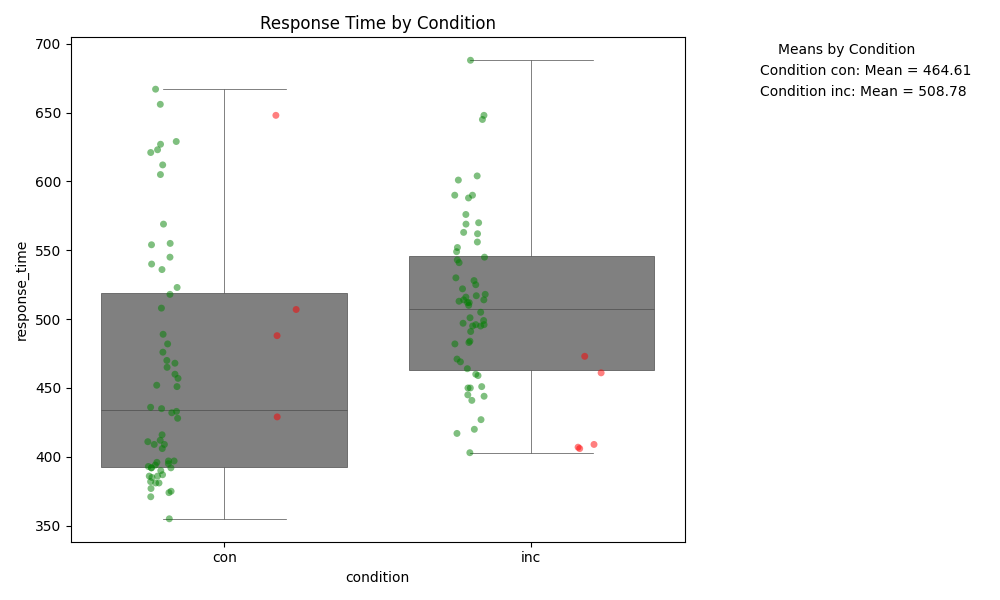 Response Time by Condition
Means by Condition
Condition con: Mean = 464.61
Condition inc: Mean = 508.78
response_time
700
650
600
550
500
450
400
350
con
inc
condition